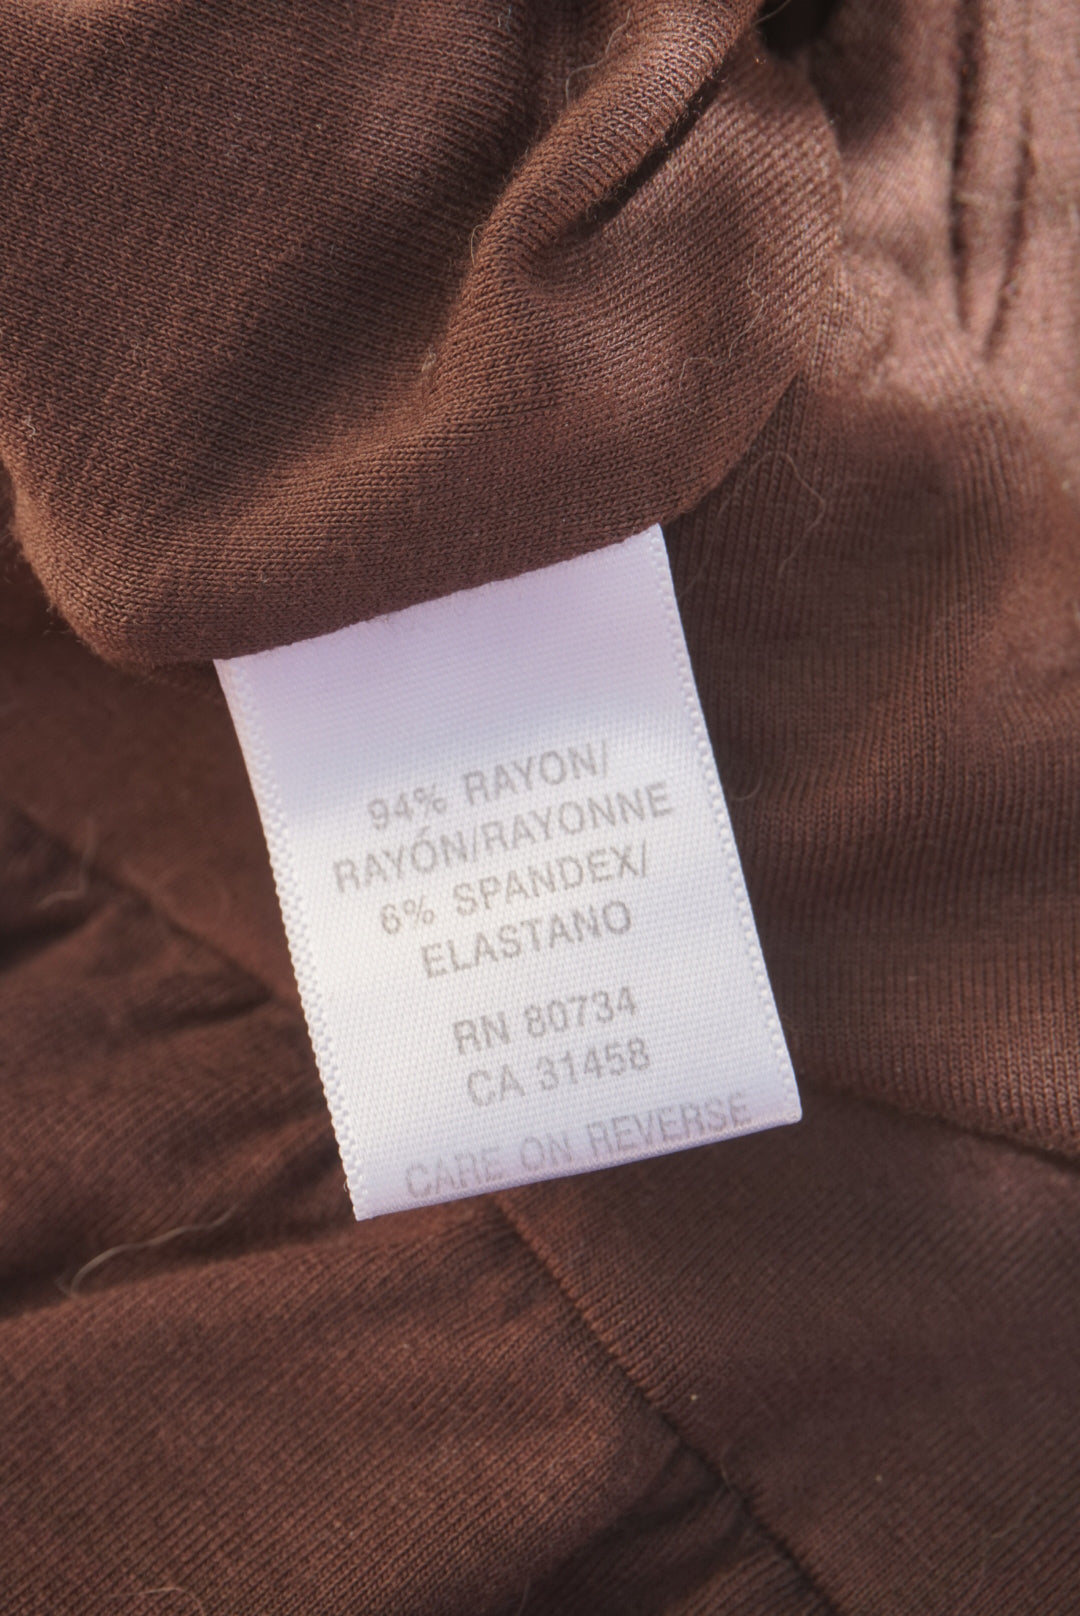 94% RAYON/
RAYÓN/RAYONNE
6% SPANDEX/
ELASTANO
RN 80734
CA 31458
CARE ON REVERSE